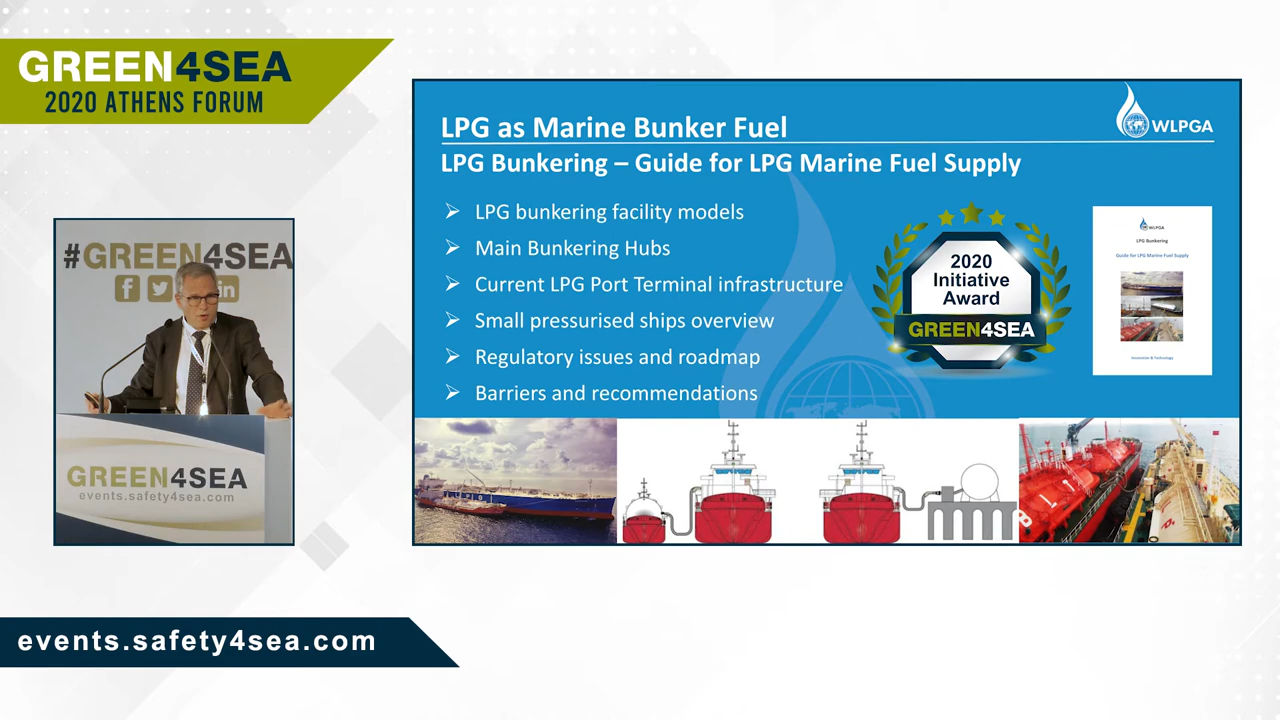 GREEN4SEA
2020 ATHENS FORUM
#GREEN4SEA
GREEN4SEA
events.safety4sea.com
LPG as Marine Bunker Fuel
WLPGA
LPG Bunkering – Guide for LPG Marine Fuel Supply
LPG bunkering facility models
Main Bunkering Hubs
Current LPG Port Terminal infrastructure
Small pressurised ships overview
Regulatory issues and roadmap
Barriers and recommendations
2020
Initiative
Award
GREEN4SEA
WLPGA
LPG Bunkering
Guide for LPG Marine Fuel Supply
Innovation & Technology
events.safety4sea.com